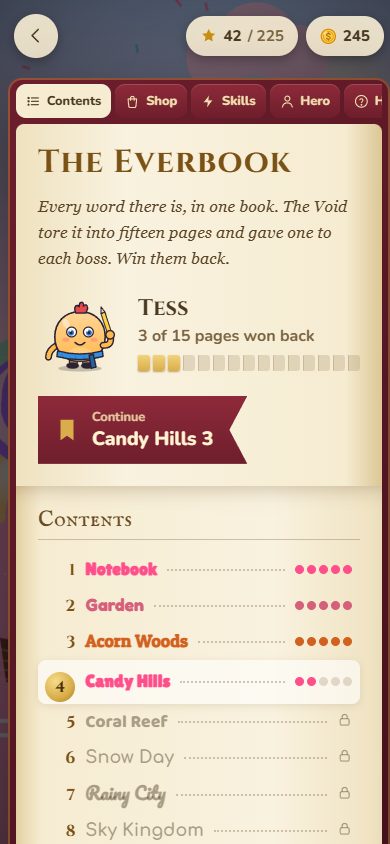 42 / 225
245
Contents
Shop
Skills
Hero
H
The Everbook
Every word there is, in one book. The Void
tore it into fifteen pages and gave one to
each boss. Win them back.
Tess
3 of 15 pages won back
Continue
Candy Hills 3
Contents
1 Notebook
2 Garden
3 Acorn Woods
4 Candy Hills
5 Coral Reef
6 Snow Day
7 Rainy City
8 Sky Kingdom